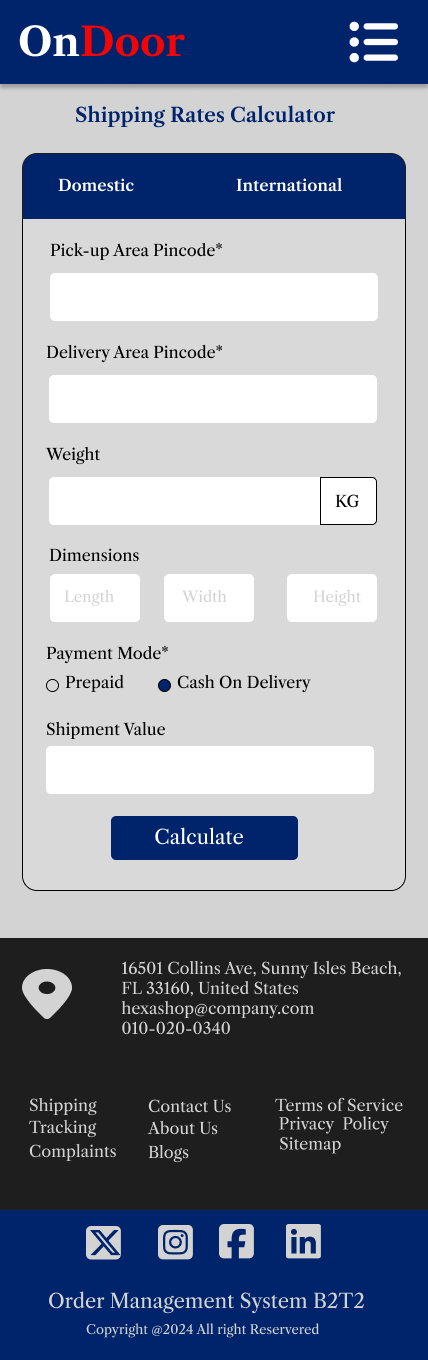 OnDoor
Shipping Rates Calculator
Domestic International
Pick-up Area Pincode*
Delivery Area Pincode*
Weight
KG
Dimensions
Length Width Height
Payment Mode*
Prepaid Cash On Delivery
Shipment Value
Calculate
16501 Collins Ave, Sunny Isles Beach,
FL 33160, United States
hexashop@company.com
010-020-0340
Shipping Contact Us Terms of Service
Tracking About Us Privacy Policy
Complaints Blogs Sitemap
Order Management System B2T2
Copyright @2024 All right Reservered